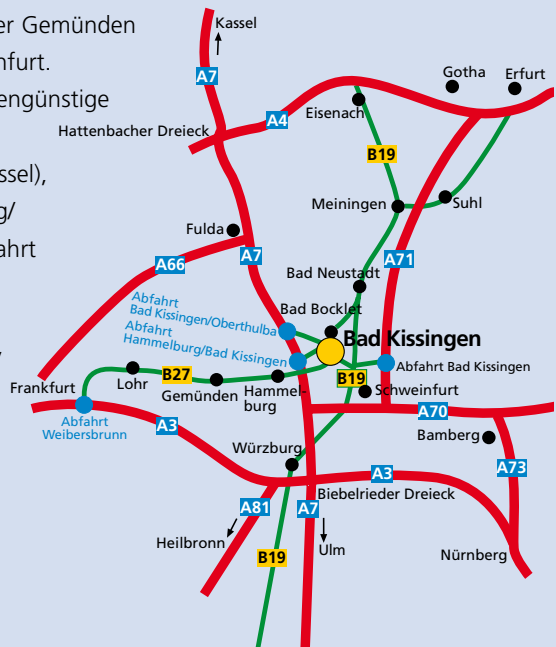 er Gemünden
nfurt.
engünstige
ssel),
g/
ahrt
,
Kassel
A7
Gotha
Erfurt
Eisenach
A4
Hattenbacher Dreieck
B19
Meiningen
Suhl
Fulda
A7
A71
A66
Bad Neustadt
Abfahrt
Bad Kissingen/Oberthulba
Bad Bocklet
Abfahrt
Hammelburg/Bad Kissingen
Bad Kissingen
Abfahrt Bad Kissingen
Frankfurt
Lohr
B27
Gemünden
Hammel-
burg
B19
Schweinfurt
A70
Abfahrt
Weibersbrunn
A3
Bamberg
Würzburg
A73
A3
Biebelrieder Dreieck
A81
A7
Heilbronn
Ulm
B19
Nürnberg